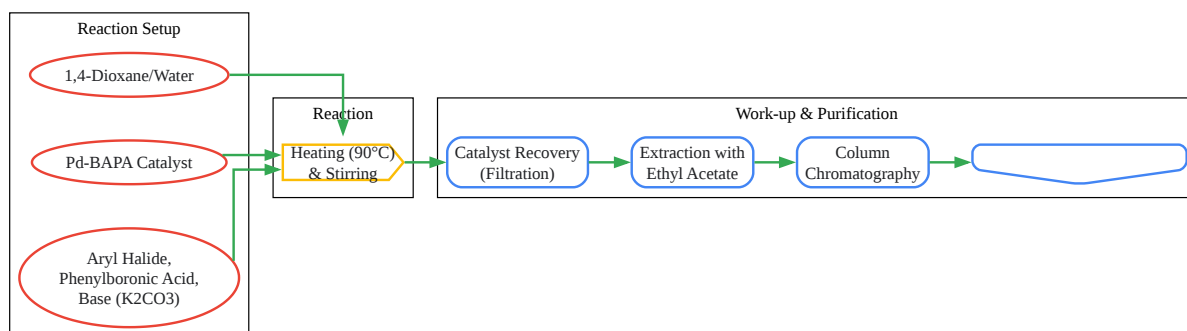 Reaction Setup
1,4-Dioxane/Water
Pd-BAPA Catalyst
Aryl Halide,
Phenylboronic Acid,
Base (K2CO3)
Reaction
Heating (90°C)
& Stirring
Work-up & Purification
Catalyst Recovery
(Filtration)
Extraction with
Ethyl Acetate
Column
Chromatography